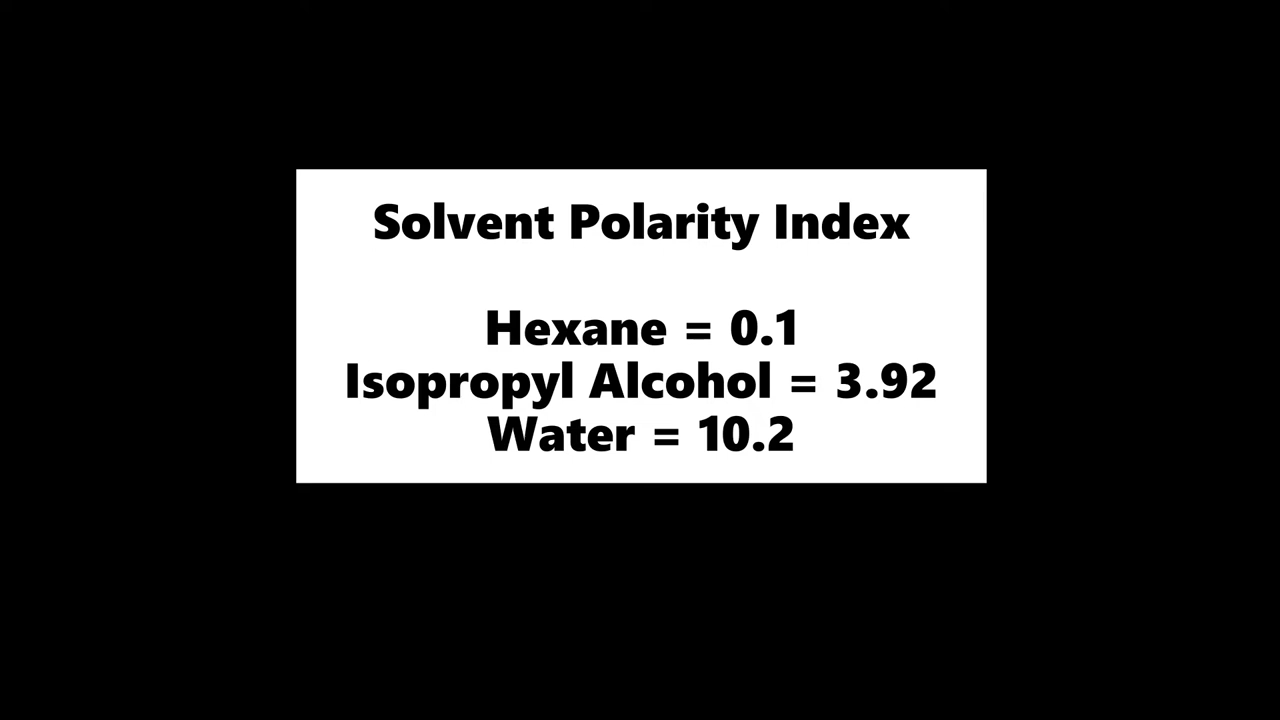 Solvent Polarity Index
Hexane = 0.1
Isopropyl Alcohol = 3.92
Water = 10.2